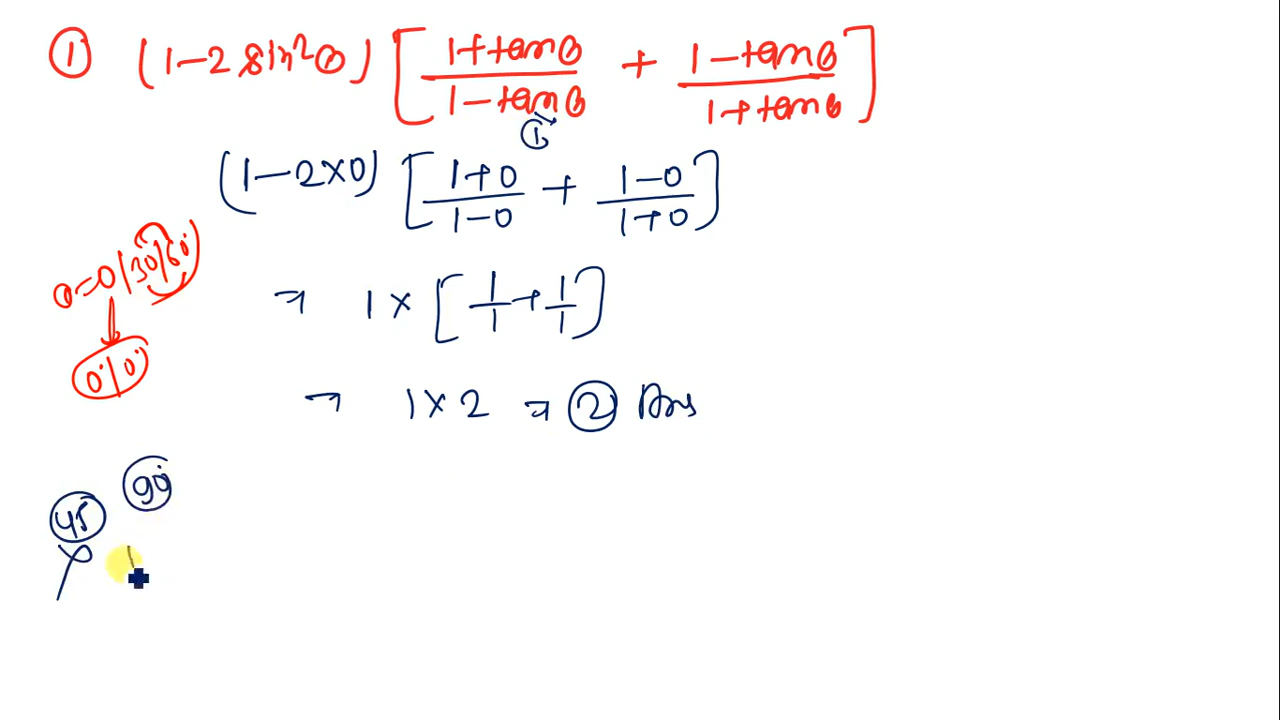 ① (1-2 sin²θ) [ (1+tanθ)/(1-tanθ) + (1-tanθ)/(1+tanθ) ]
①
(1-2×0) [ (1+0)/(1-0) + (1-0)/(1+0) ]
θ=0|30|60°
→ 1 × [ 1/1 + 1/1 ]
0°|0°
→ 1×2 → ② Ans
90°
45